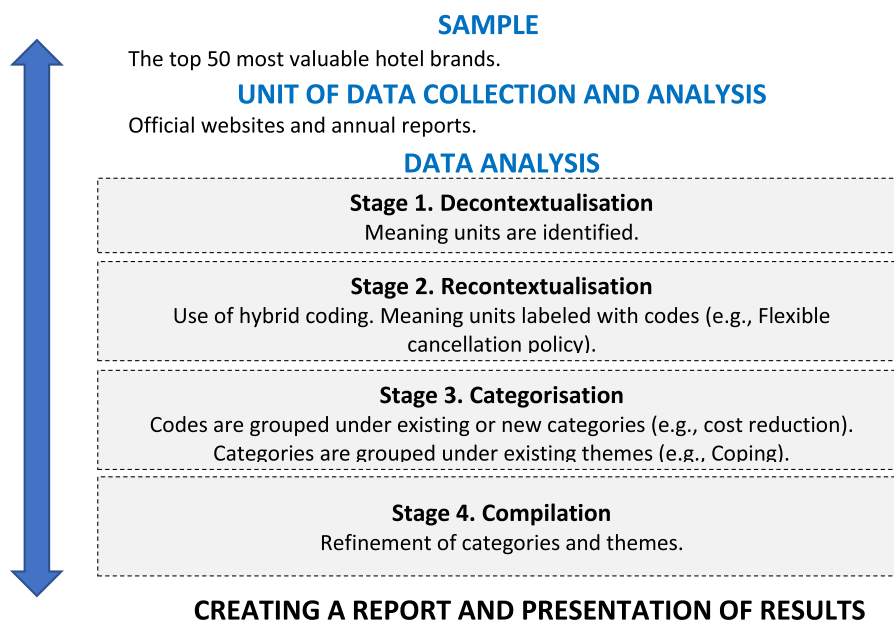 SAMPLE
The top 50 most valuable hotel brands.
UNIT OF DATA COLLECTION AND ANALYSIS
Official websites and annual reports.
DATA ANALYSIS
Stage 1. Decontextualisation
Meaning units are identified.
Stage 2. Recontextualisation
Use of hybrid coding. Meaning units labeled with codes (e.g., Flexible
cancellation policy).
Stage 3. Categorisation
Codes are grouped under existing or new categories (e.g., cost reduction).
Categories are grouped under existing themes (e.g., Coping).
Stage 4. Compilation
Refinement of categories and themes.
CREATING A REPORT AND PRESENTATION OF RESULTS